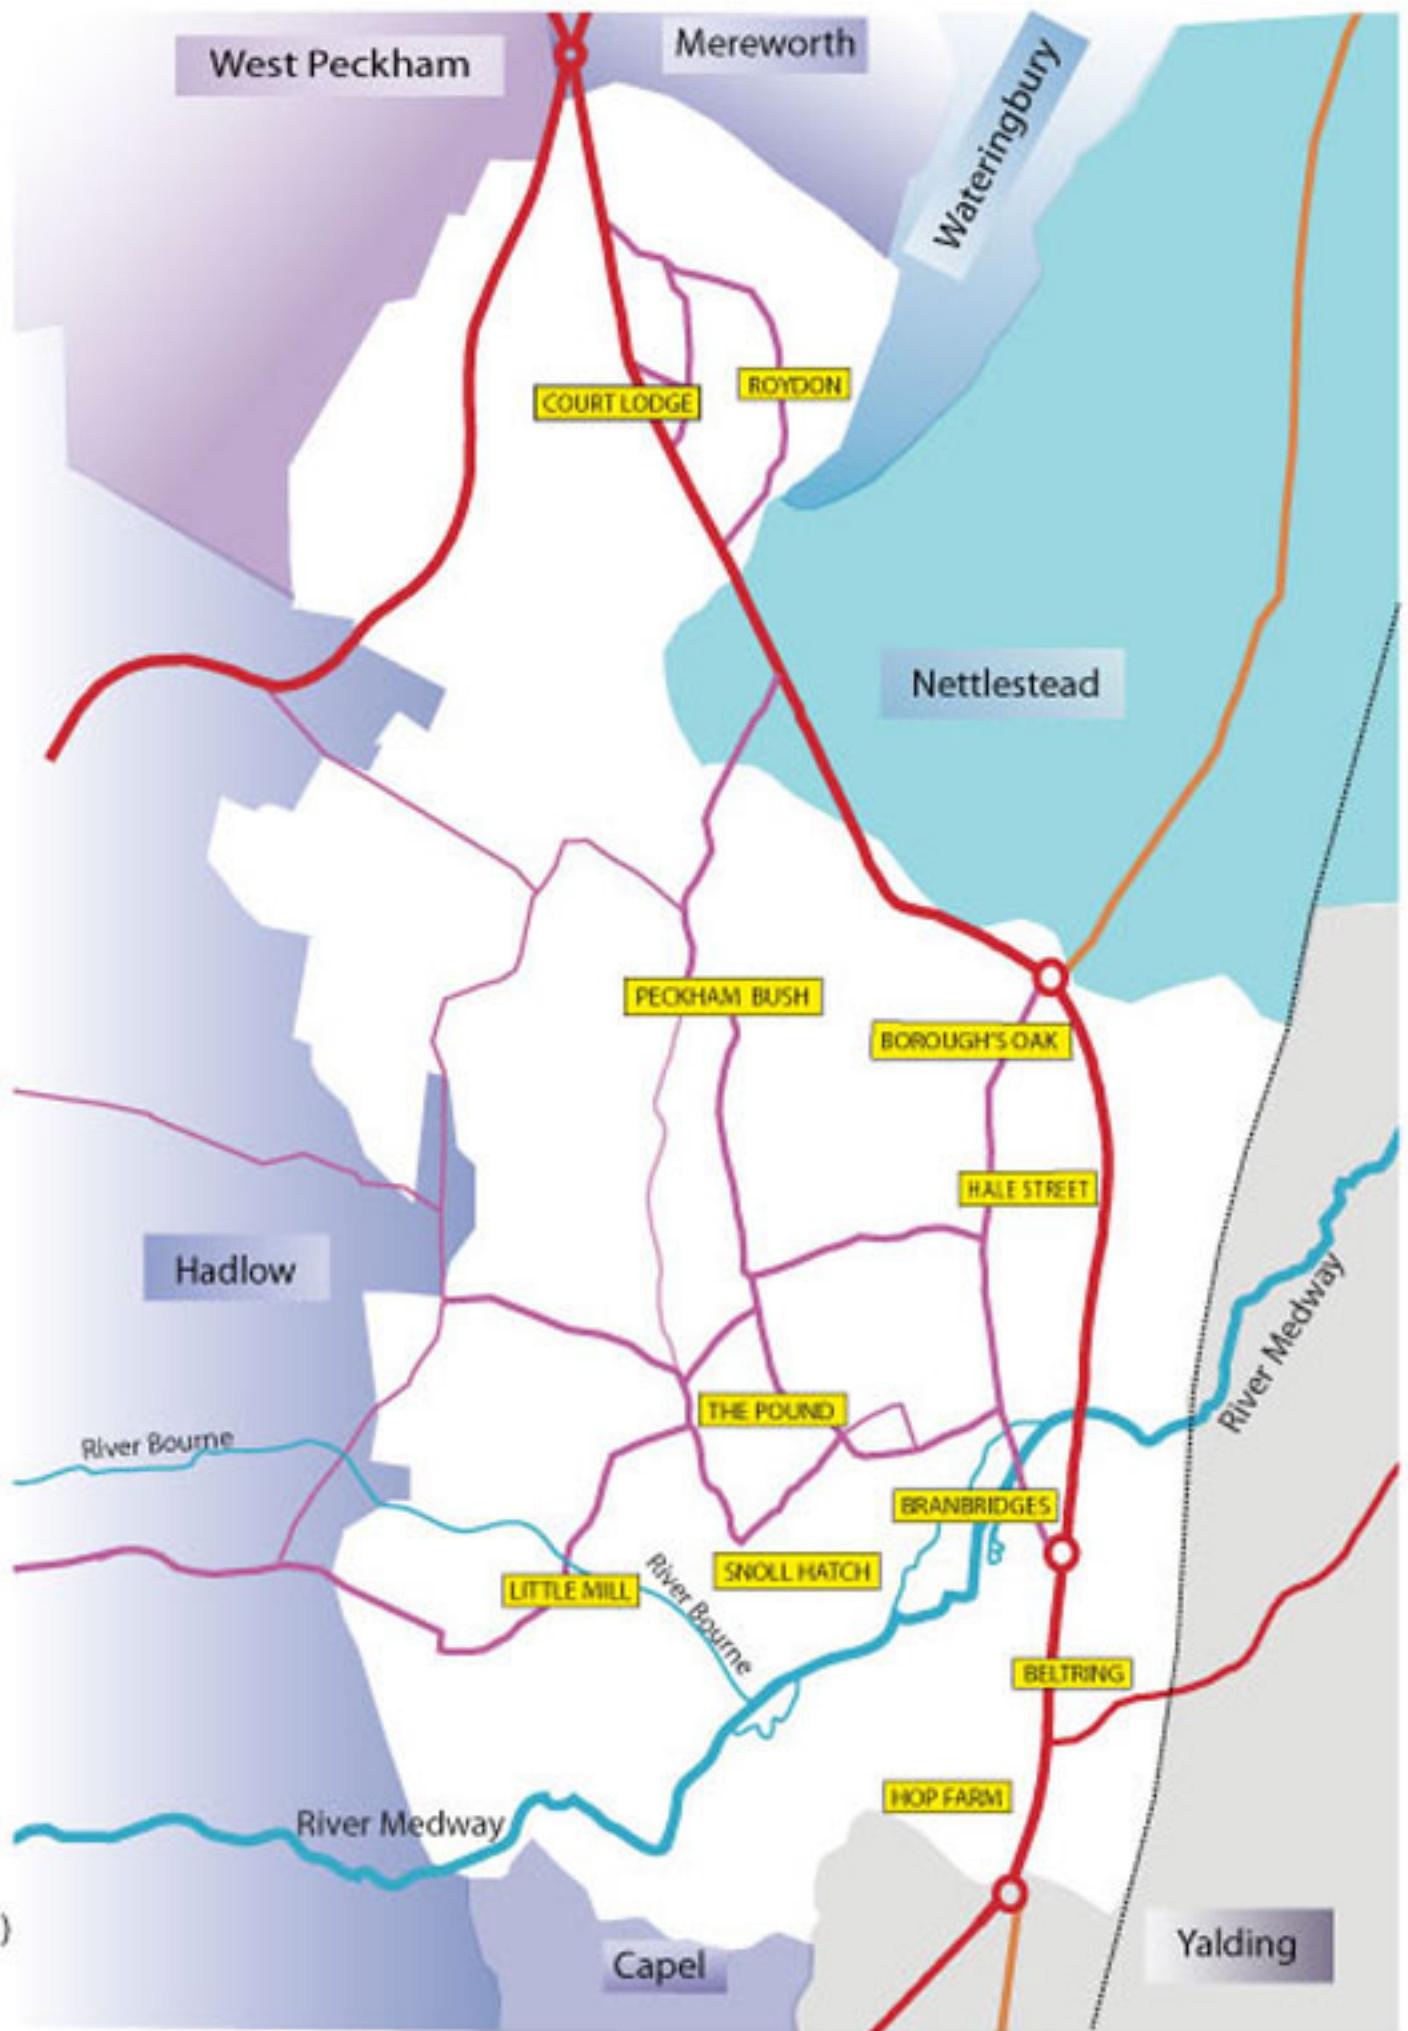 West Peckham
Mereworth
Wateringbury
COURT LODGE
ROYDON
Nettlestead
PECKHAM BUSH
BOROUGH'S OAK
HALE STREET
Hadlow
River Medway
THE POUND
River Bourne
BRANBRIDGES
SNOLL HATCH
LITTLE MILL
River Bourne
BELTRING
HOP FARM
River Medway
)
Yalding
Capel